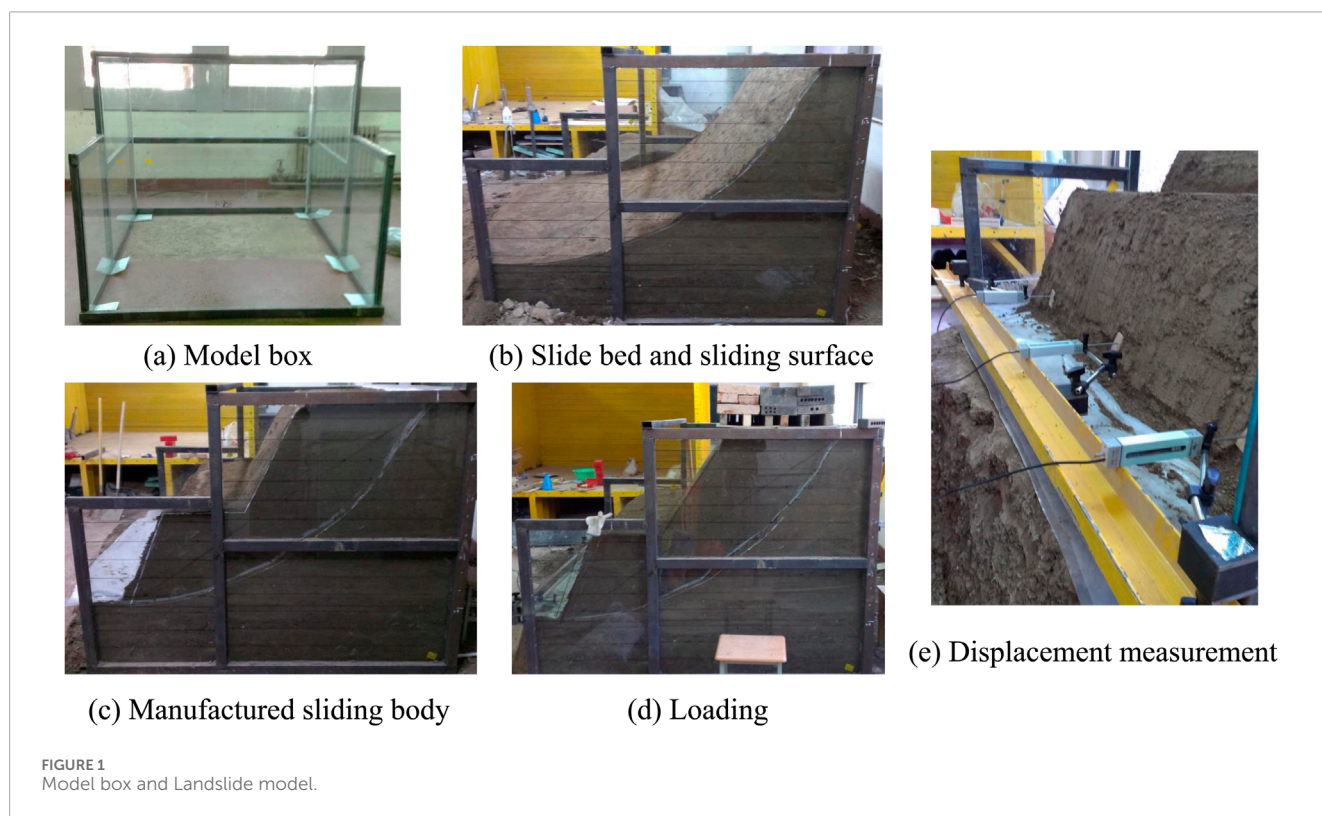 (a) Model box
(b) Slide bed and sliding surface
(c) Manufactured sliding body
(d) Loading
(e) Displacement measurement
FIGURE 1
Model box and Landslide model.